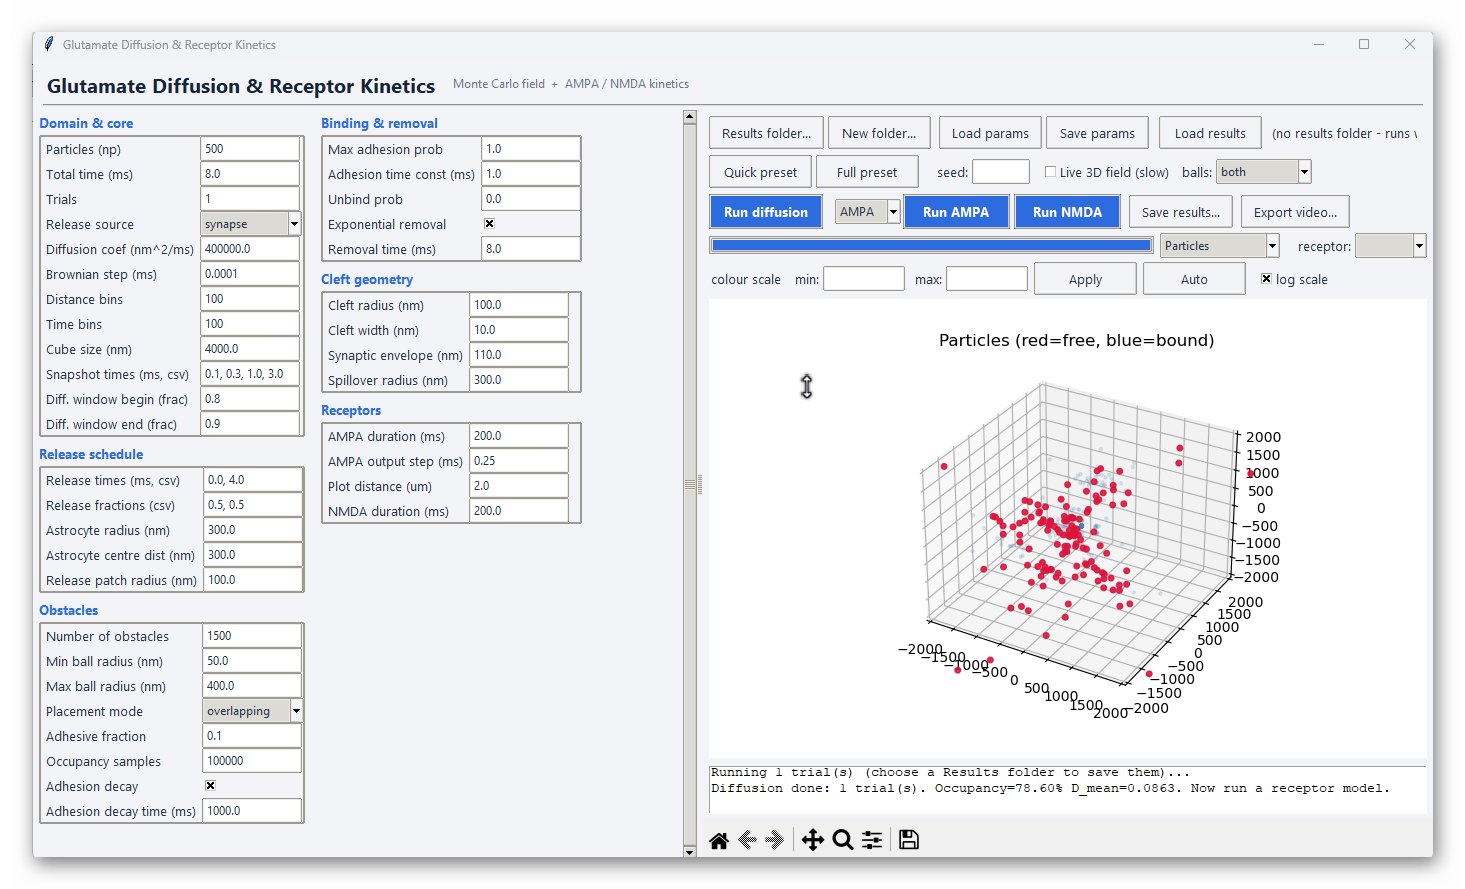 Glutamate Diffusion & Receptor Kinetics
Glutamate Diffusion & Receptor Kinetics Monte Carlo field + AMPA / NMDA kinetics
Domain & core
Particles (np) 500
Total time (ms) 8.0
Trials 1
Release source synapse
Diffusion coef (nm^2/ms) 400000.0
Brownian step (ms) 0.0001
Distance bins 100
Time bins 100
Cube size (nm) 4000.0
Snapshot times (ms, csv) 0.1, 0.3, 1.0, 3.0
Diff. window begin (frac) 0.8
Diff. window end (frac) 0.9
Release schedule
Release times (ms, csv) 0.0, 4.0
Release fractions (csv) 0.5, 0.5
Astrocyte radius (nm) 300.0
Astrocyte centre dist (nm) 300.0
Release patch radius (nm) 100.0
Obstacles
Number of obstacles 1500
Min ball radius (nm) 50.0
Max ball radius (nm) 400.0
Placement mode overlapping
Adhesive fraction 0.1
Occupancy samples 100000
Adhesion decay
Adhesion decay time (ms) 1000.0
Binding & removal
Max adhesion prob 1.0
Adhesion time const (ms) 1.0
Unbind prob 0.0
Exponential removal
Removal time (ms) 8.0
Cleft geometry
Cleft radius (nm) 100.0
Cleft width (nm) 10.0
Synaptic envelope (nm) 110.0
Spillover radius (nm) 300.0
Receptors
AMPA duration (ms) 200.0
AMPA output step (ms) 0.25
Plot distance (um) 2.0
NMDA duration (ms) 200.0
Results folder... New folder... Load params Save params Load results (no results folder - runs
Quick preset Full preset seed: Live 3D field (slow) balls: both
Run diffusion AMPA Run AMPA Run NMDA Save results... Export video...
Particles receptor:
colour scale min: max: Apply Auto log scale
Particles (red=free, blue=bound)
2000
1500
1000
500
0
−500
−1000
−1500
−2000
2000
1500
1000
500
0
−500
−1000
−1500
−2000
−2000
−1500
−1000
−500
0
500
1000
1500
2000
Running 1 trial(s) (choose a Results folder to save them)...
Diffusion done: 1 trial(s). Occupancy=78.60% D_mean=0.0863. Now run a receptor model.